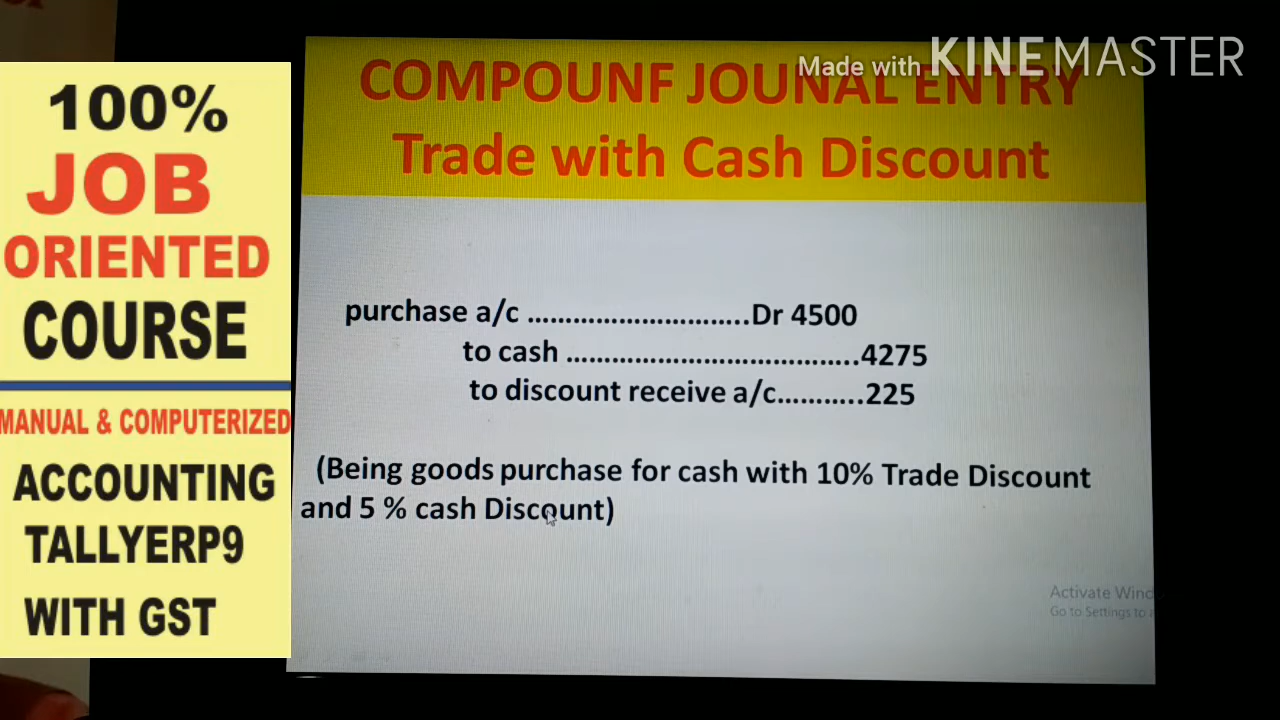 100%
JOB
ORIENTED
COURSE
MANUAL & COMPUTERIZED
ACCOUNTING
TALLYERP9
WITH GST
Made with KINEMASTER
COMPOUNF JOUNAL ENTRY
Trade with Cash Discount
purchase a/c ..............................Dr 4500
to cash .......................................4275
to discount receive a/c...........225
(Being goods purchase for cash with 10% Trade Discount
and 5 % cash Discount)
Activate Wind
Go to Settings to